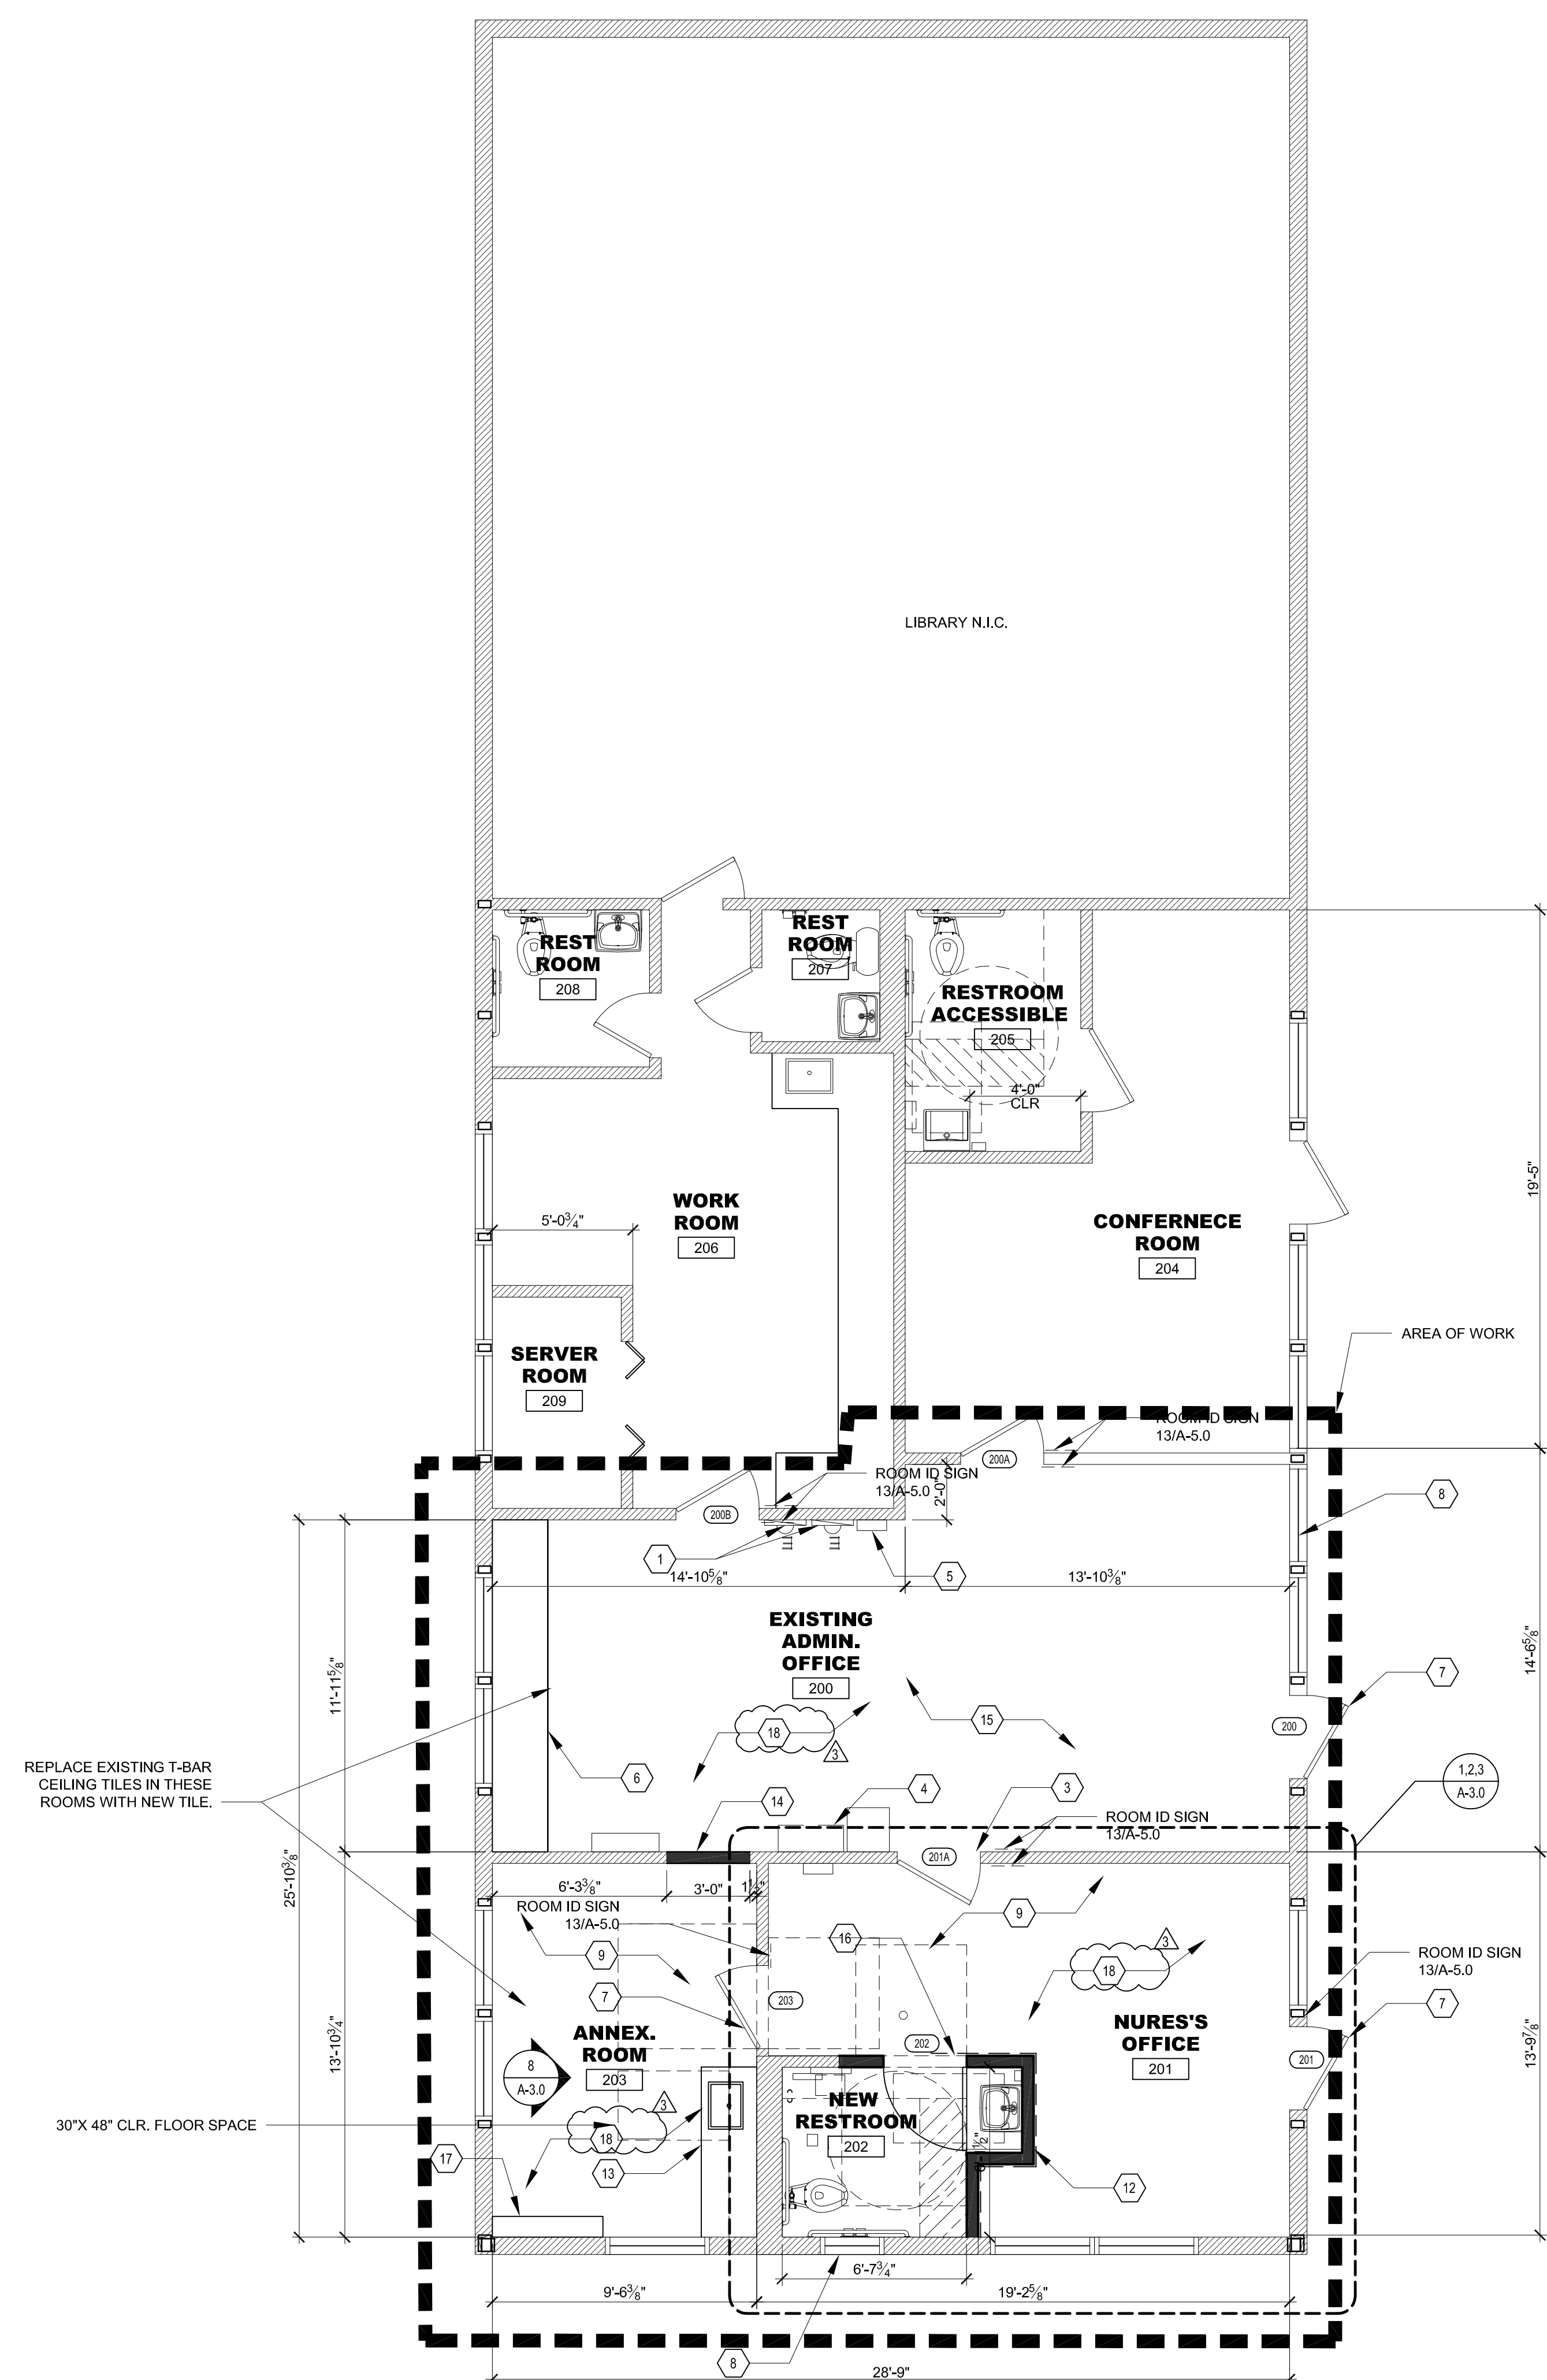 LIBRARY N.I.C.
REST
ROOM
208
REST
ROOM
207
RESTROOM
ACCESSIBLE
205
4'-0"
CLR
19'-5"
WORK
ROOM
206
5'-0¾"
CONFERNECE
ROOM
204
SERVER
ROOM
209
AREA OF WORK
ROOM ID SIGN
13/A-5.0
200A
ROOM ID SIGN
13/A-5.0
2'-0"
200B
8
1
5
14'-10⅝"
13'-10⅜"
EXISTING
ADMIN.
OFFICE
200
11'-11⅝"
14'-6⅝"
7
200
15
18
3
REPLACE EXISTING T-BAR
CEILING TILES IN THESE
ROOMS WITH NEW TILE.
6
14
4
3
1,2,3
A-3.0
ROOM ID SIGN
13/A-5.0
201A
25'-10⅜"
6'-3⅜"
3'-0"
ROOM ID SIGN
13/A-5.0
9
16
9
3
18
ROOM ID SIGN
13/A-5.0
7
203
7
13'-10¾"
ANNEX.
ROOM
203
8
A-3.0
202
NURES'S
OFFICE
201
201
13'-9⅞"
3
18
30"X 48" CLR. FLOOR SPACE
NEW
RESTROOM
202
17
13
12
6'-7¾"
9'-6⅜"
19'-2⅝"
8
28'-9"